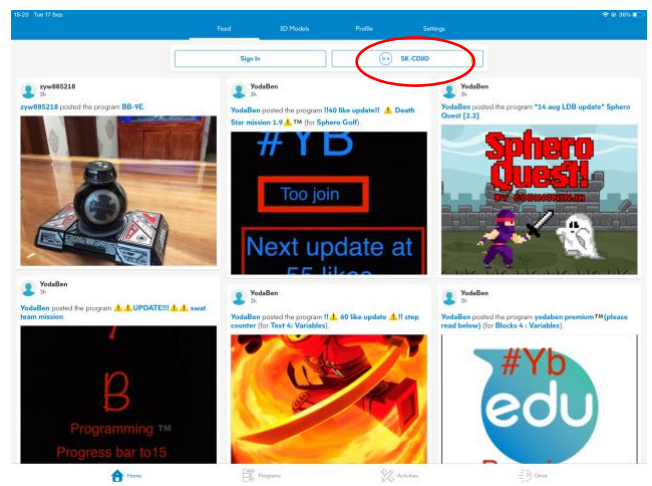 15:20 Tue 17 Sep
36%
Feed 3D Models Profile Settings
Sign In
SK-CD8D
zyw885218
3h
zyw885218 posted the program BB-9E.
YodaBen
3h
YodaBen posted the program !!40 like update!! ⚠️ Death
Star mission 1.9⚠️ ™ (for Sphero Golf).
#YB
Too join
Next update at
55 likes
YodaBen
3h
YodaBen posted the program "14 aug LDB update" Sphero
Quest [2.2].
Sphero
Quest!
BY CODINGNINJA
YodaBen
3h
YodaBen posted the program ⚠️⚠️UPDATE!!!⚠️⚠️ swat
team mission.
B
Programming ™
Progress bar to15
YodaBen
3h
YodaBen posted the program !!⚠️ 60 like update ⚠️!! step
counter (for Text 4: Variables).
YodaBen
3h
YodaBen posted the program yodaben premium™(please
read below) (for Blocks 4 : Variables).
#Yb
edu
Home Programs Activities Drive